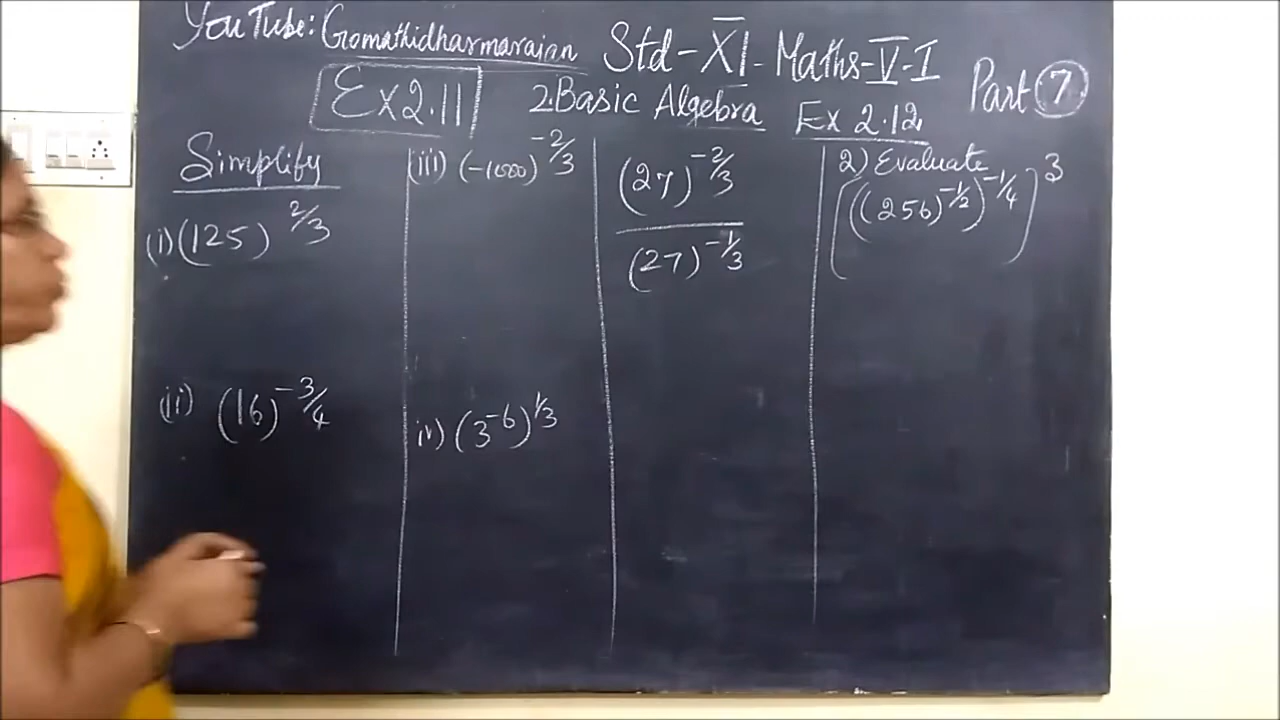 YouTube: Gomathidharmarajan Std-XI-Maths-V-I
Ex 2.11 2.Basic Algebra Ex 2.12 Part 7
Simplify
(i) (125)^2/3
(ii) (16)^-3/4
(iii) (-1000)^-2/3
iv) (3^-6)^1/3
(27)^-2/3
(27)^-1/3
2) Evaluate
[((256)^-1/2)^-1/4]^3